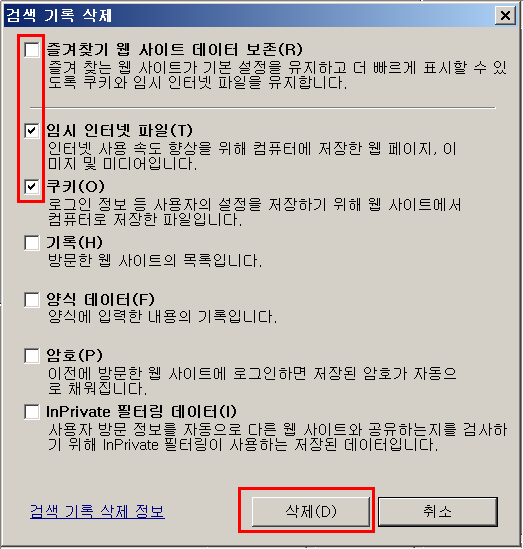 검색 기록 삭제
즐겨찾기 웹 사이트 데이터 보존(R)
즐겨 찾는 웹 사이트가 기본 설정을 유지하고 더 빠르게 표시할 수 있
도록 쿠키와 임시 인터넷 파일을 유지합니다.
임시 인터넷 파일(T)
인터넷 사용 속도 향상을 위해 컴퓨터에 저장한 웹 페이지, 이
미지 및 미디어입니다.
쿠키(O)
로그인 정보 등 사용자의 설정을 저장하기 위해 웹 사이트에서
컴퓨터로 저장한 파일입니다.
기록(H)
방문한 웹 사이트의 목록입니다.
양식 데이터(F)
양식에 입력한 내용의 기록입니다.
암호(P)
이전에 방문한 웹 사이트에 로그인하면 저장된 암호가 자동으
로 채워집니다.
InPrivate 필터링 데이터(I)
사용자 방문 정보를 자동으로 다른 웹 사이트와 공유하는지를 검사하
기 위해 InPrivate 필터링이 사용하는 저장된 데이터입니다.
검색 기록 삭제 정보
삭제(D)
취소